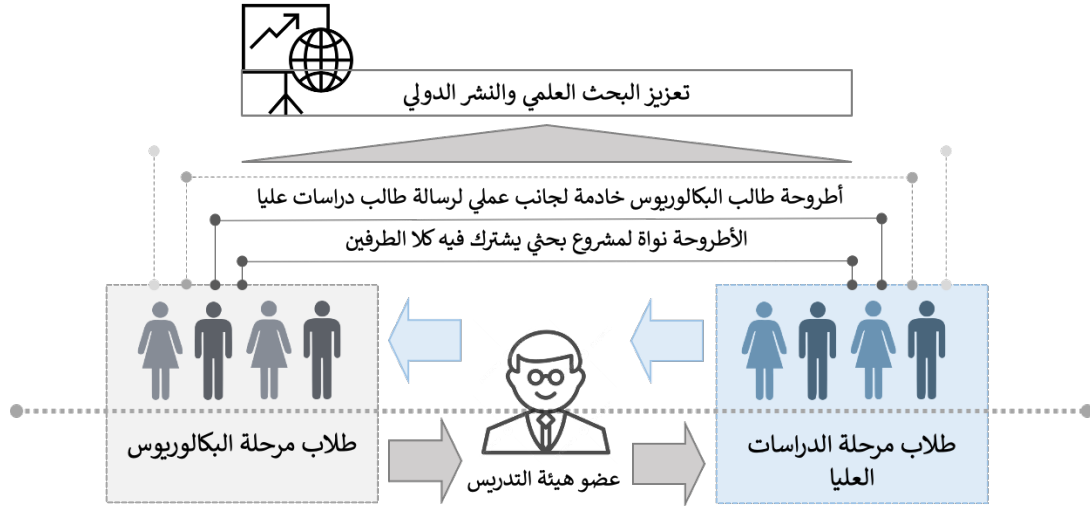 تعزيز البحث العلمي والنشر الدولي
أطروحة طالب البكالوريوس خادمة لجانب عملي لرسالة طالب دراسات عليا
الأطروحة نواة لمشروع بحثي يشترك فيه كلا الطرفين
طلاب مرحلة الدراسات
العليا
عضو هيئة التدريس
طلاب مرحلة البكالوريوس